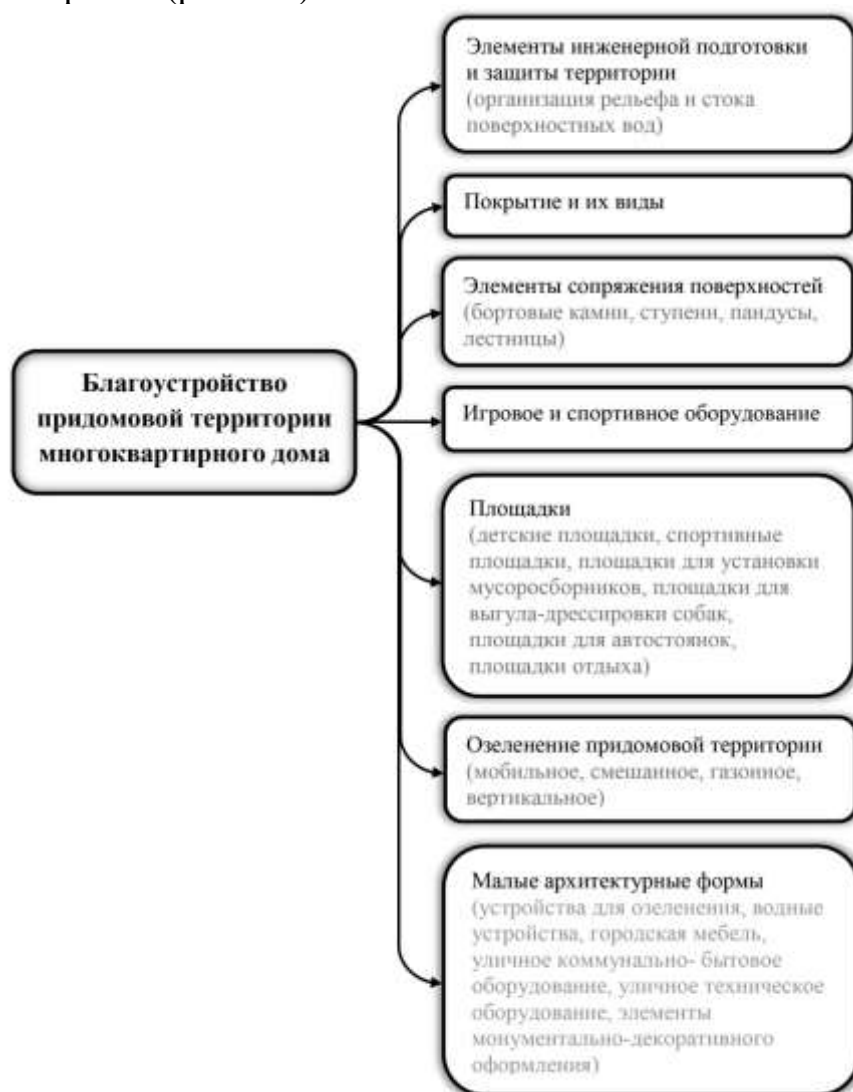 Элементы инженерной подготовки
и защиты территории
(организация рельефа и стока
поверхностных вод)
Покрытие и их виды
Элементы сопряжения поверхностей
(бортовые камни, ступени, пандусы,
лестницы)
Благоустройство
придомовой территории
многоквартирного дома
Игровое и спортивное оборудование
Площадки
(детские площадки, спортивные
площадки, площадки для установки
мусоросборников, площадки для
выгула-дрессировки собак,
площадки для автостоянок,
площадки отдыха)
Озеленение придомовой территории
(мобильное, смешанное, газонное,
вертикальное)
Малые архитектурные формы
(устройства для озеленения, водные
устройства, городская мебель,
уличное коммунально- бытовое
оборудование, уличное техническое
оборудование, элементы
монументально-декоративного
оформления)